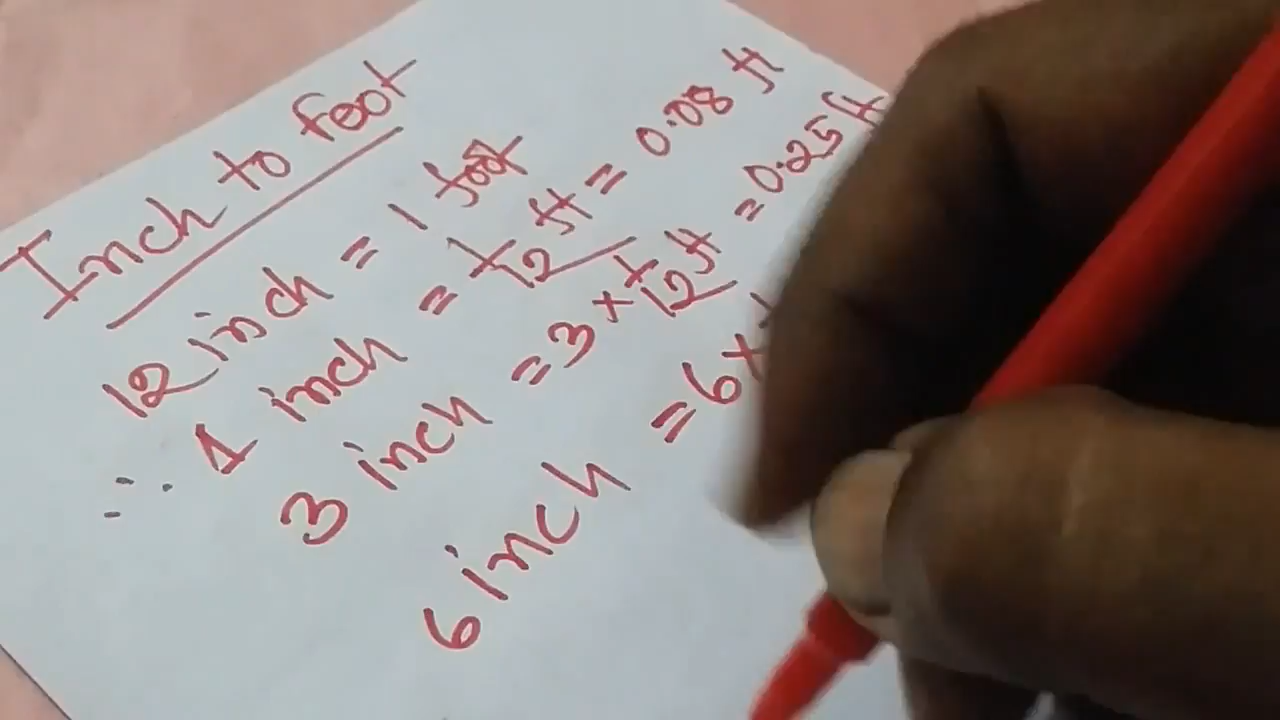 Inch to foot
12 inch = 1 foot
∴ 1 inch = 1/12 ft = 0.08 ft
3 inch = 3 × 1/12 ft = 0.25 ft
6 inch = 6 ×